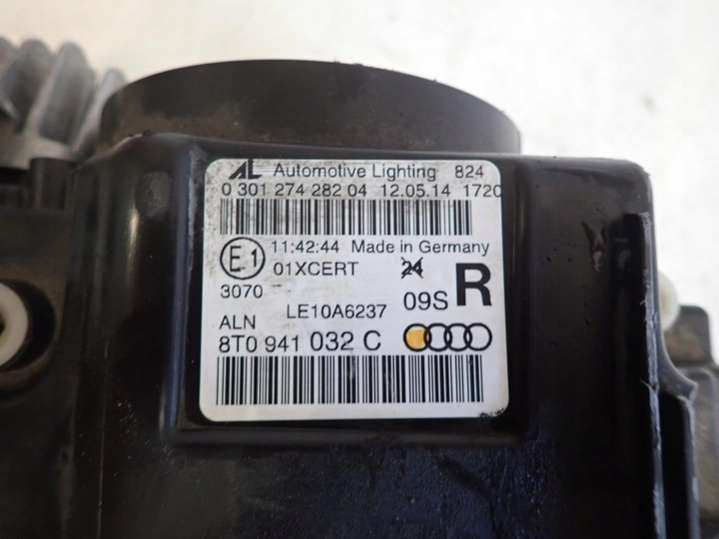 AL Automotive Lighting 824
0 301 274 282 04 12.05.14 1720
E1 11:42:44 Made in Germany
01XCERT 24 R
3070
LE10A6237 09S
ALN
8T0 941 032 C